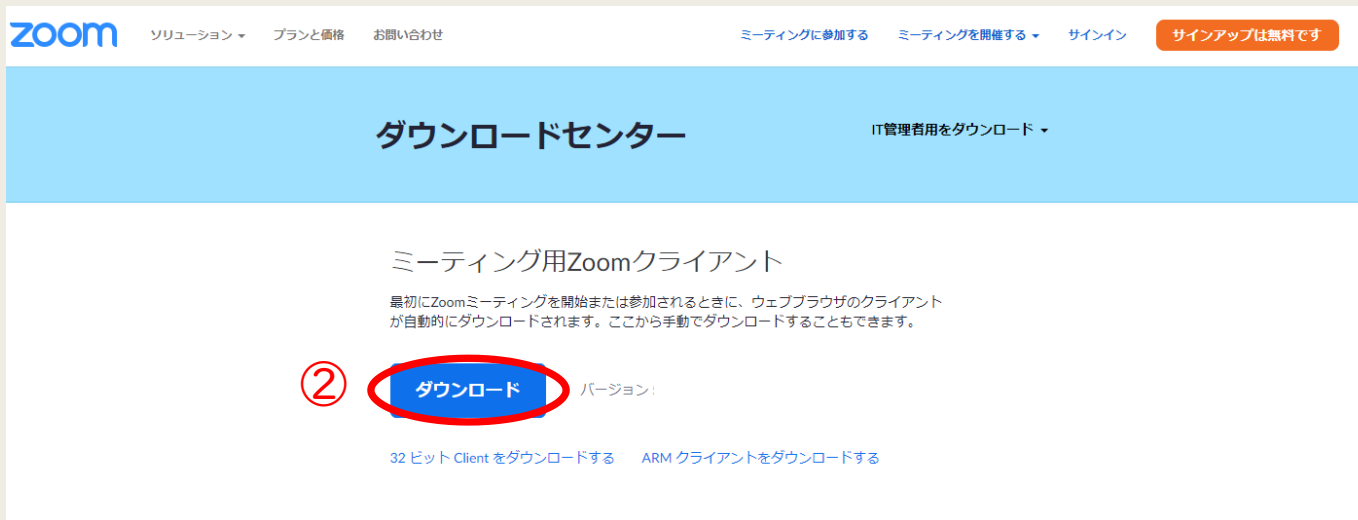 zoom ソリューション プランと価格 お問い合わせ ミーティングに参加する ミーティングを開催する サインイン サインアップは無料です
ダウンロードセンター IT管理者用をダウンロード
ミーティング用Zoomクライアント
最初にZoomミーティングを開始または参加されるときに、ウェブブラウザのクライアント
が自動的にダウンロードされます。ここから手動でダウンロードすることもできます。
② ダウンロード バージョン :
32 ビット Client をダウンロードする ARM クライアントをダウンロードする